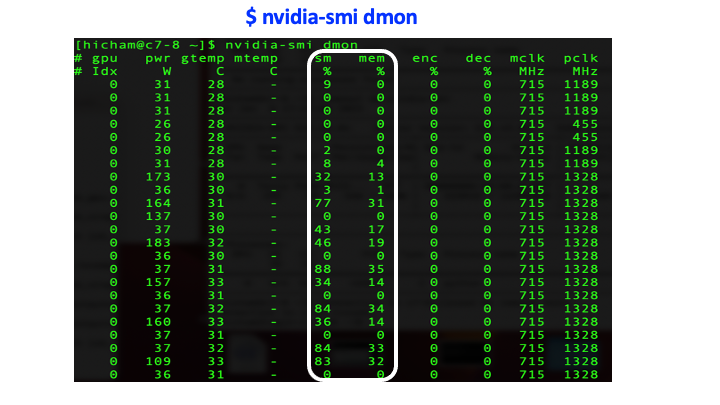 $ nvidia-smi dmon
[hicham@c7-8 ~]$ nvidia-smi dmon
# gpu pwr gtemp mtemp sm mem enc dec mclk pclk
# Idx W C C % % % % MHz MHz
0 31 28 - 9 0 0 0 715 1189
0 31 28 - 0 0 0 0 715 1189
0 31 28 - 0 0 0 0 715 1189
0 26 28 - 0 0 0 0 715 455
0 26 28 - 0 0 0 0 715 455
0 30 28 - 2 0 0 0 715 1189
0 31 28 - 8 4 0 0 715 1189
0 173 30 - 32 13 0 0 715 1328
0 36 30 - 3 1 0 0 715 1328
0 164 31 - 77 31 0 0 715 1328
0 137 30 - 0 0 0 0 715 1328
0 37 30 - 43 17 0 0 715 1328
0 183 32 - 46 19 0 0 715 1328
0 36 30 - 0 0 0 0 715 1328
0 37 31 - 88 35 0 0 715 1328
0 157 33 - 34 14 0 0 715 1328
0 36 31 - 0 0 0 0 715 1328
0 37 32 - 84 34 0 0 715 1328
0 160 33 - 36 14 0 0 715 1328
0 37 31 - 0 0 0 0 715 1328
0 37 32 - 84 33 0 0 715 1328
0 109 33 - 83 32 0 0 715 1328
0 36 31 - 0 0 0 0 715 1328